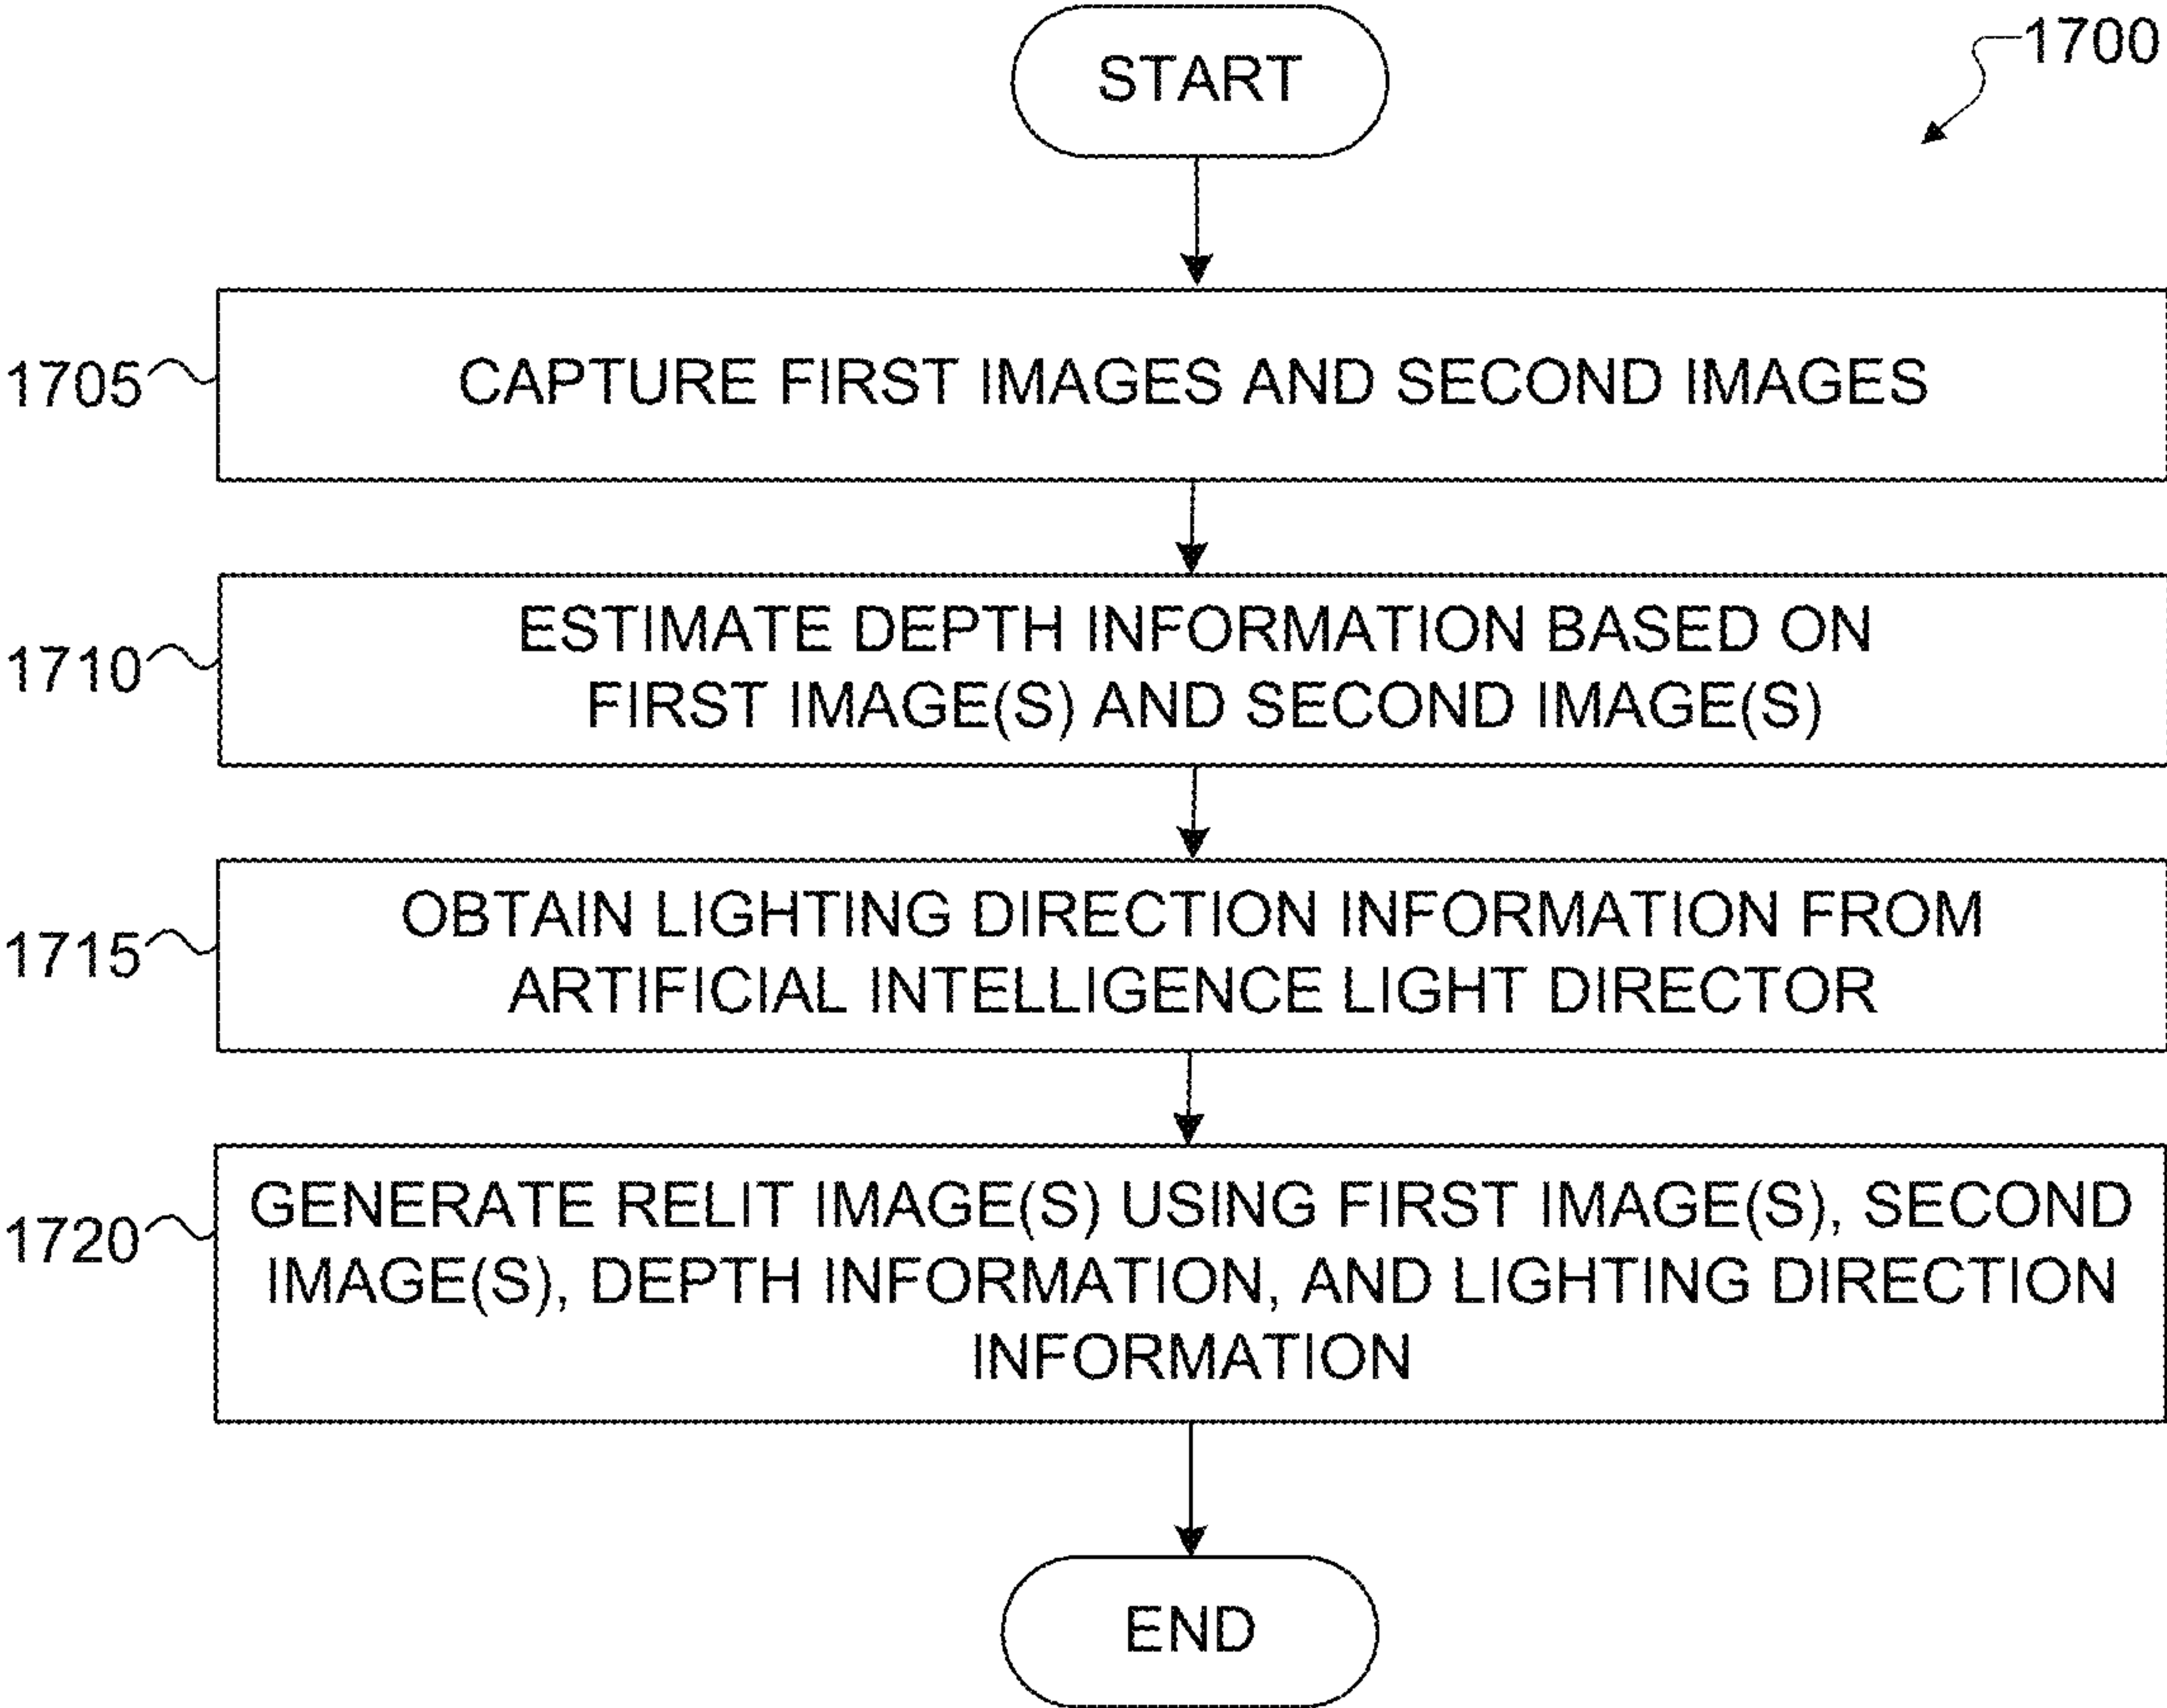 START
1700
1705
CAPTURE FIRST IMAGES AND SECOND IMAGES
1710
ESTIMATE DEPTH INFORMATION BASED ON
FIRST IMAGE(S) AND SECOND IMAGE(S)
1715
OBTAIN LIGHTING DIRECTION INFORMATION FROM
ARTIFICIAL INTELLIGENCE LIGHT DIRECTOR
1720
GENERATE RELIT IMAGE(S) USING FIRST IMAGE(S), SECOND
IMAGE(S), DEPTH INFORMATION, AND LIGHTING DIRECTION
INFORMATION
END